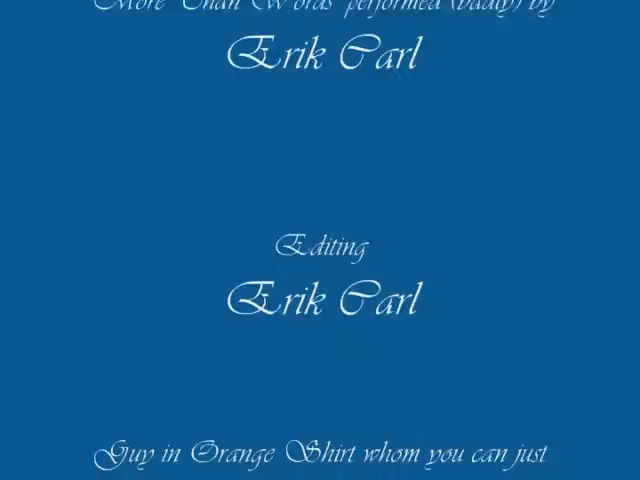 More Than Words performed (badly) by
Erik Carl
Editing
Erik Carl
Guy in Orange Shirt whom you can just